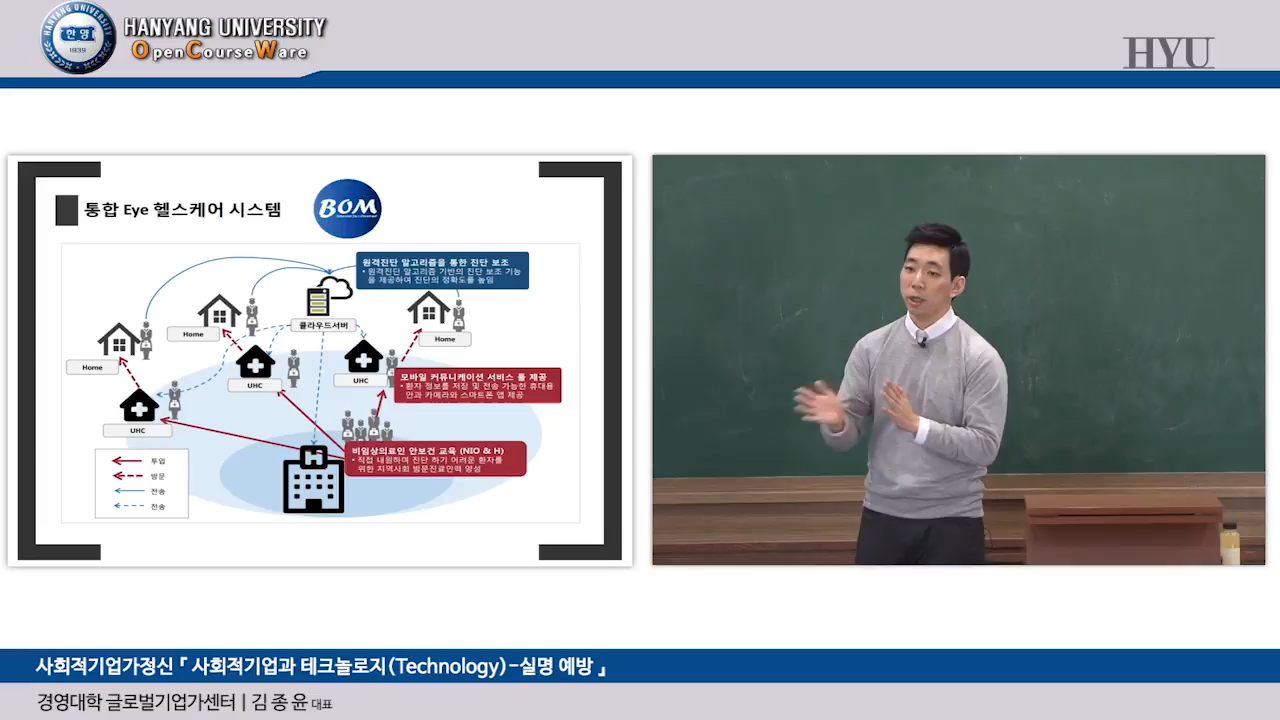 HANYANG UNIVERSITY
OpenCourseWare
한양
1939
HYU
통합 Eye 헬스케어 시스템
BOM
원격진단 알고리즘을 통한 진단 보조
• 원격진단 알고리즘 기반의 진단 보조 기능
을 제공하여 진단의 정확도를 높임
클라우드서버
Home
Home
Home
UHC
UHC
UHC
모바일 커뮤니케이션 서비스 툴 제공
• 환자 정보를 저장 및 전송 가능한 휴대용
안과 카메라와 스마트폰 앱 제공
비임상의료인 안보건 교육 (NIO & H)
• 직접 내원하여 진단 하기 어려운 환자를
위한 지역사회 방문진료인력 양성
H
투입
방문
전송
전송
사회적기업가정신『 사회적기업과 테크놀로지(Technology)-실명 예방 』
경영대학 글로벌기업가센터 | 김 종 윤 대표